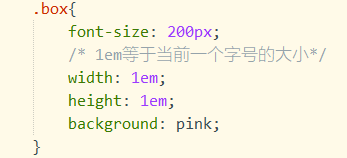 .box{
font-size: 200px;
/* 1em等于当前一个字号的大小*/
width: 1em;
height: 1em;
background: pink;
}